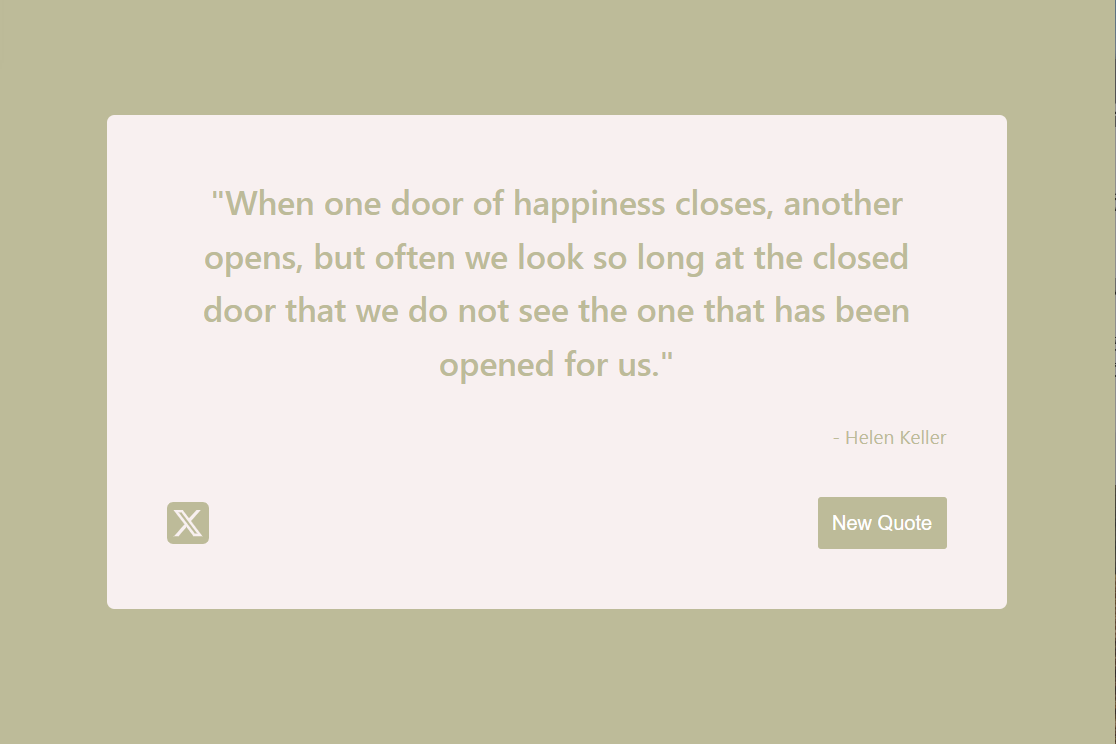 "When one door of happiness closes, another
opens, but often we look so long at the closed
door that we do not see the one that has been
opened for us."
- Helen Keller
New Quote